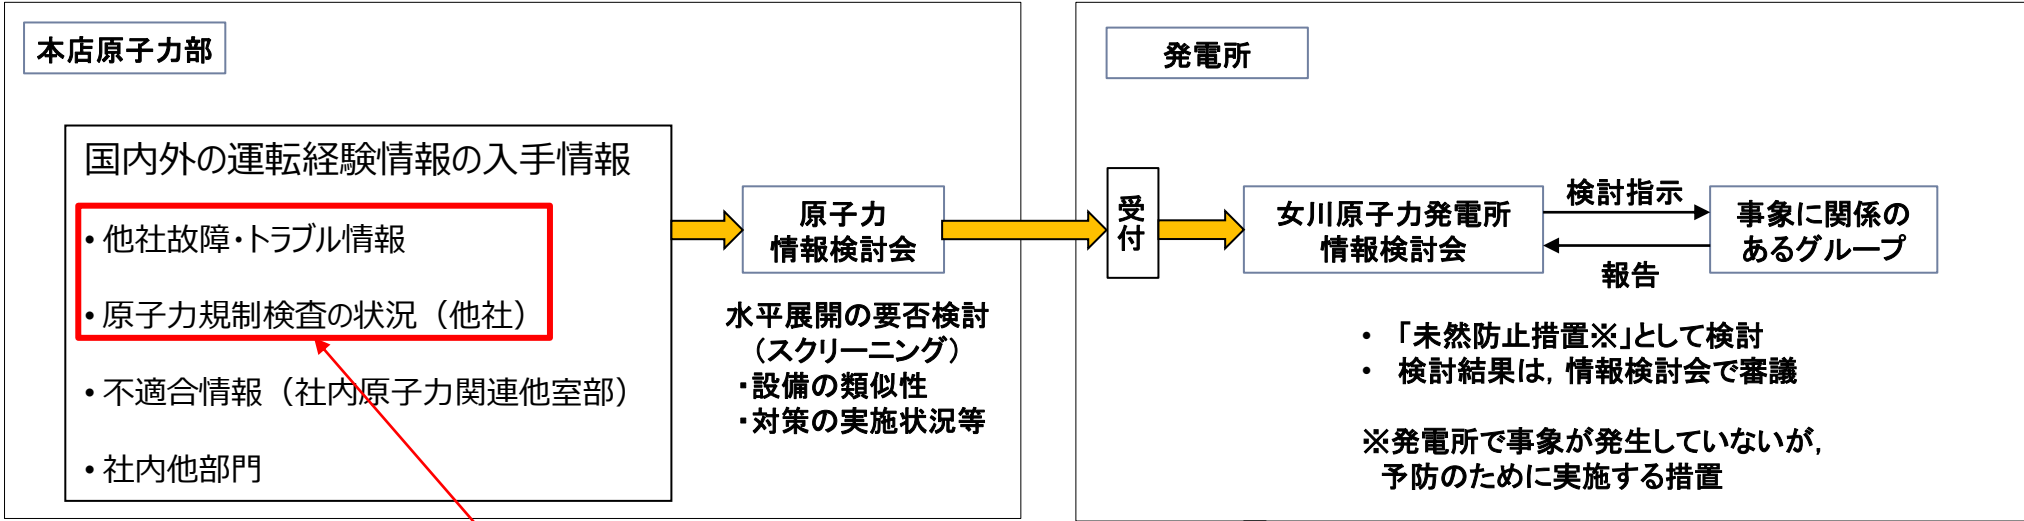 本店原子力部
国内外の運転経験情報の入手情報
• 他社故障・トラブル情報
• 原子力規制検査の状況（他社）
• 不適合情報（社内原子力関連他室部）
• 社内他部門
原子力
情報検討会
水平展開の要否検討
（スクリーニング）
・設備の類似性
・対策の実施状況等
発電所
受
付
女川原子力発電所
情報検討会
検討指示
報告
事象に関係の
あるグループ
• 「未然防止措置※」として検討
• 検討結果は，情報検討会で審議
※発電所で事象が発生していないが，
予防のために実施する措置